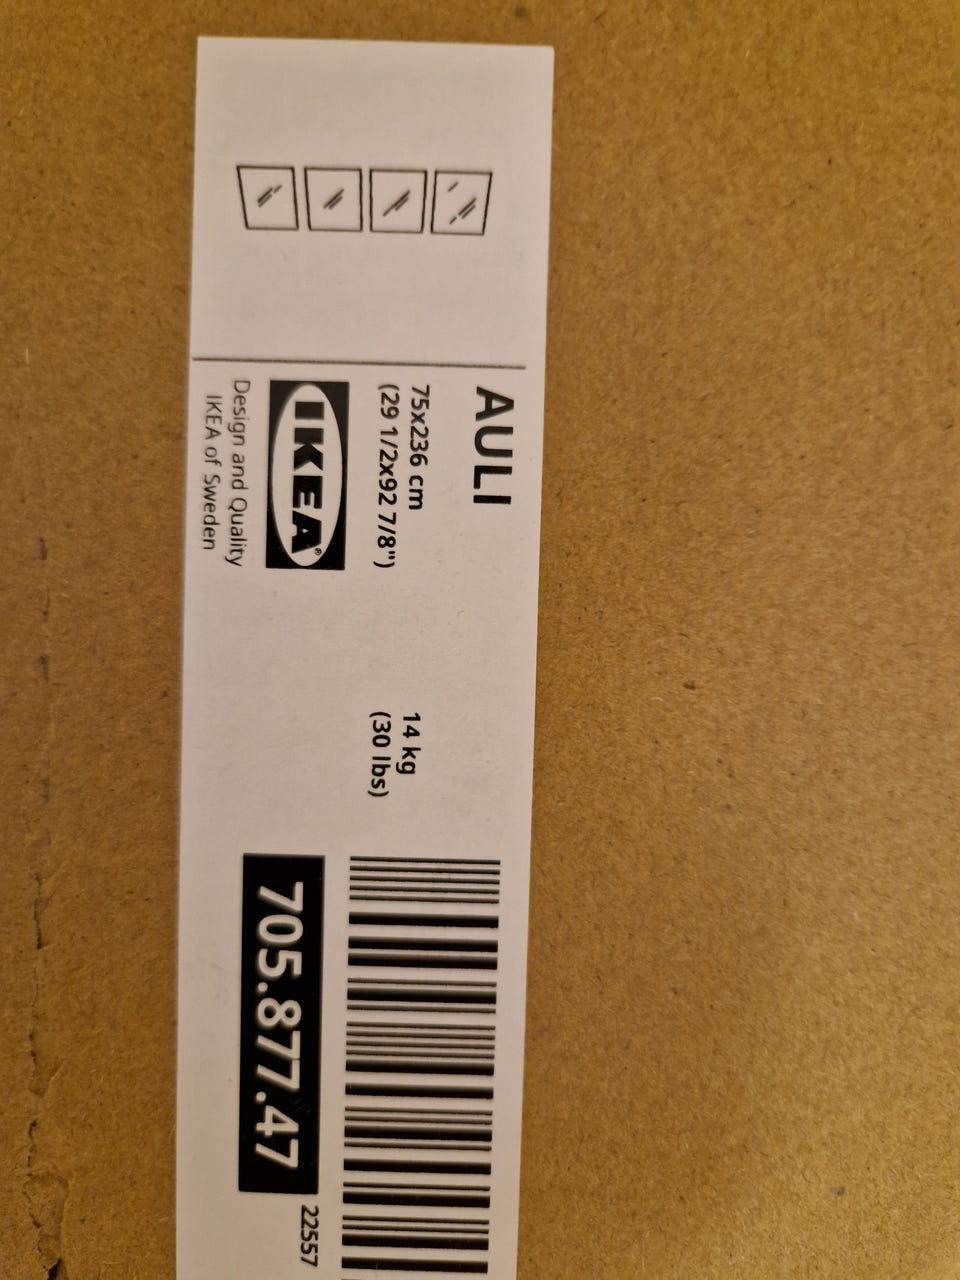 AULI
75x236 cm
(29 1/2x92 7/8")
14 kg
(30 lbs)
IKEA®
Design and Quality
IKEA of Sweden
705.877.47
22557